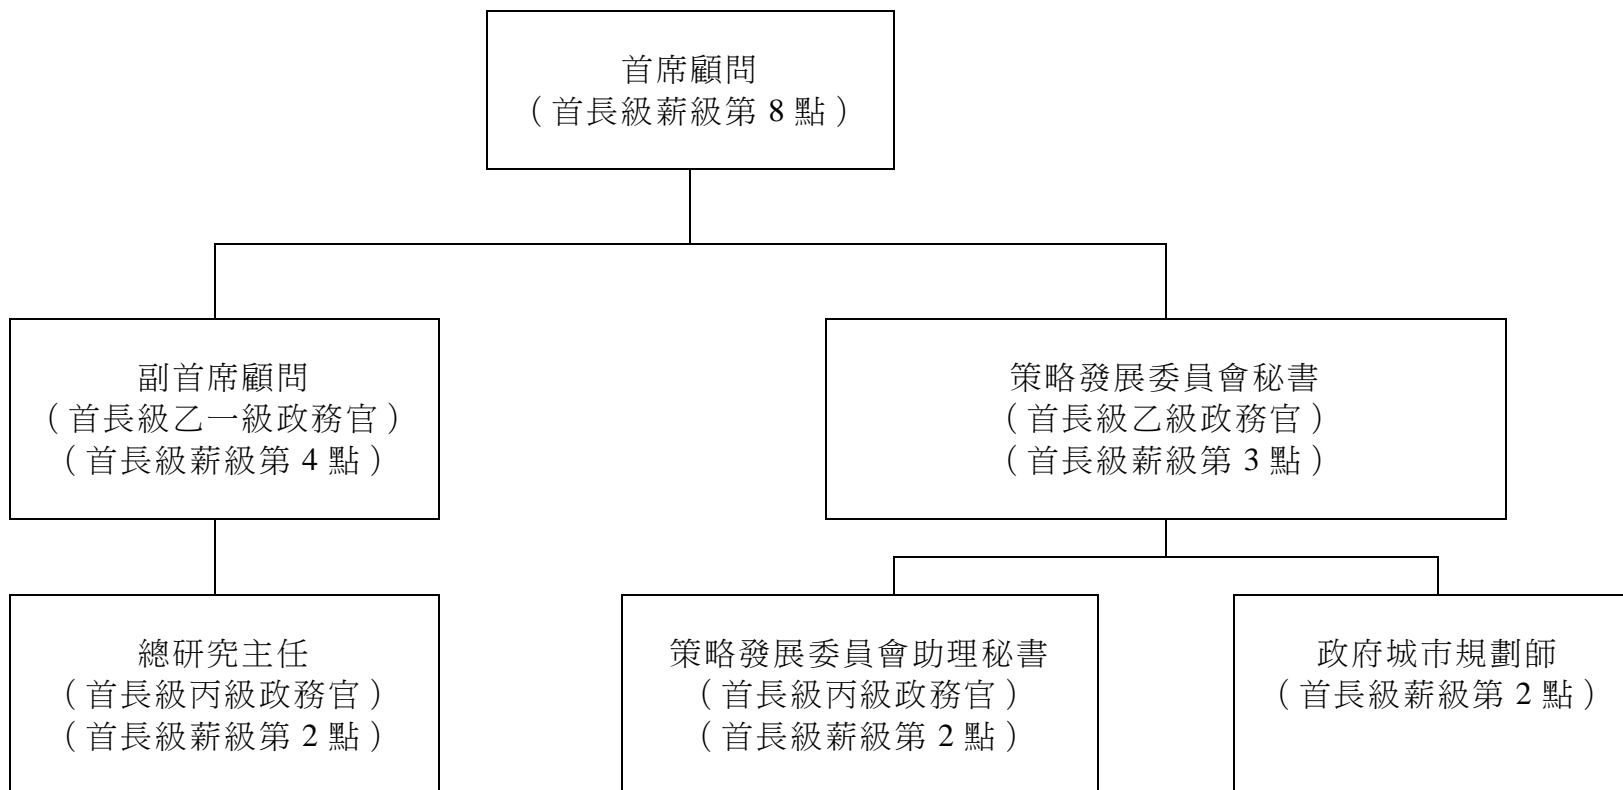 首席顧問
（首長級薪級第 8 點）
副首席顧問
（首長級乙一級政務官）
（首長級薪級第 4 點）
策略發展委員會秘書
（首長級乙級政務官）
（首長級薪級第 3 點）
總研究主任
（首長級丙級政務官）
（首長級薪級第 2 點）
策略發展委員會助理秘書
（首長級丙級政務官）
（首長級薪級第 2 點）
政府城市規劃師
（首長級薪級第 2 點）